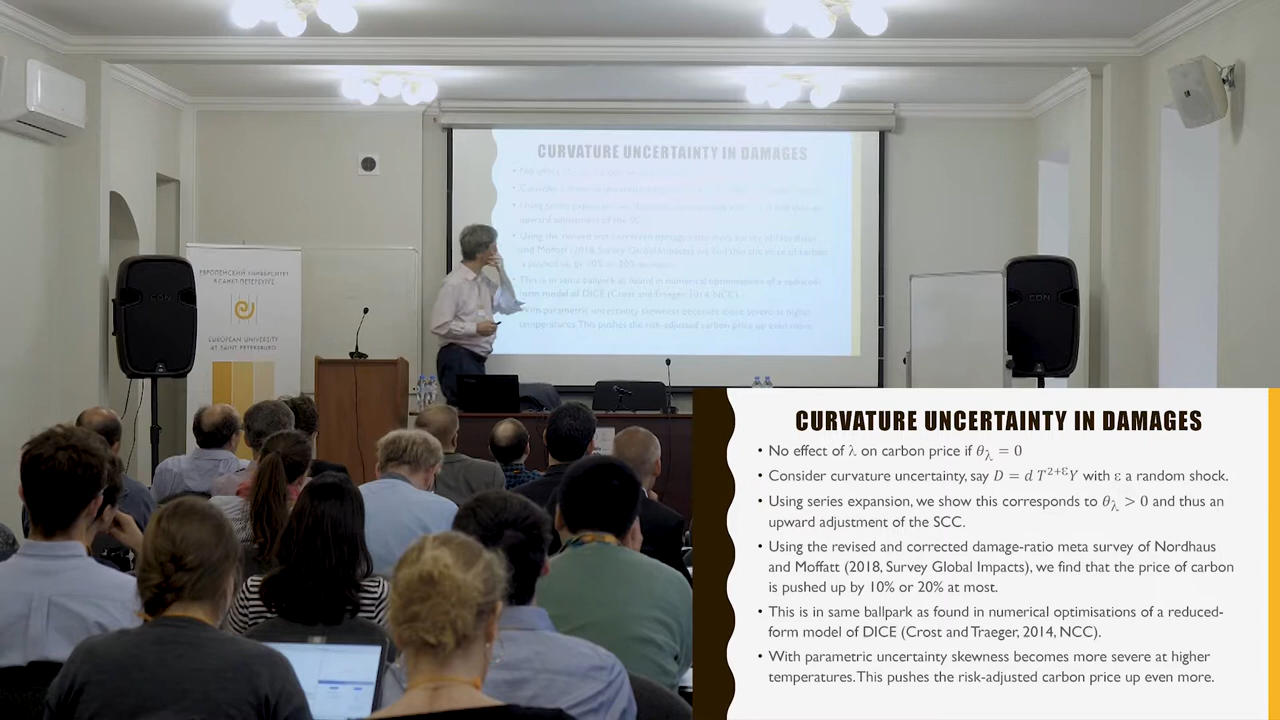 CURVATURE UNCERTAINTY IN DAMAGES
ЕВРОПЕЙСКИЙ УНИВЕРСИТЕТ
В САНКТ-ПЕТЕРБУРГЕ
EUROPEAN UNIVERSITY
AT SAINT PETERSBURG
CURVATURE UNCERTAINTY IN DAMAGES
• No effect of λ on carbon price if θ_λ = 0
• Consider curvature uncertainty, say D = d T^{2+ε}Y with ε a random shock.
• Using series expansion, we show this corresponds to θ_λ > 0 and thus an
upward adjustment of the SCC.
• Using the revised and corrected damage-ratio meta survey of Nordhaus
and Moffatt (2018, Survey Global Impacts), we find that the price of carbon
is pushed up by 10% or 20% at most.
• This is in same ballpark as found in numerical optimisations of a reduced-
form model of DICE (Crost and Traeger, 2014, NCC).
• With parametric uncertainty skewness becomes more severe at higher
temperatures. This pushes the risk-adjusted carbon price up even more.